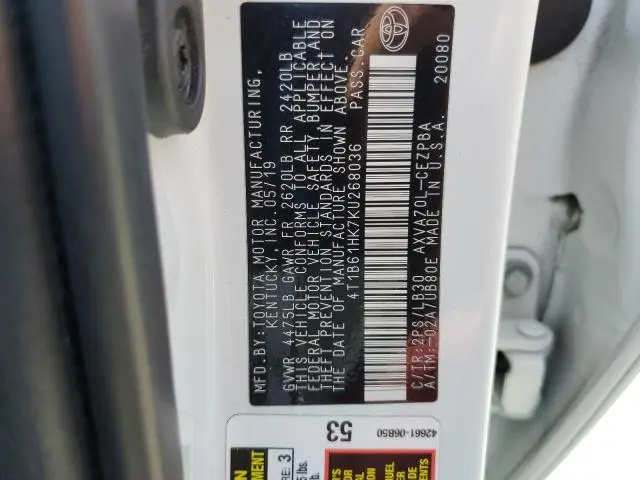 MFD.BY:TOYOTA MOTOR MANUFACTURING,
KENTUCKY, INC. 05/19
GVWR 4475LB GAWR FR 2620LB RR 2420LB
THIS VEHICLE CONFORMS TO ALL APPLICABLE
FEDERAL MOTOR VEHICLE SAFETY, BUMPER, AND
THEFT PREVENTION STANDARDS IN EFFECT ON
THE DATE OF MANUFACTURE SHOWN ABOVE.
4T1B61HK7KU268036 PASS.CAR
C/TR:2PS/LB30 AXVA70L-CEZPBA
A/TM:-02A/UB80E MADE IN U.S.A. 20080
53
42661-06B50